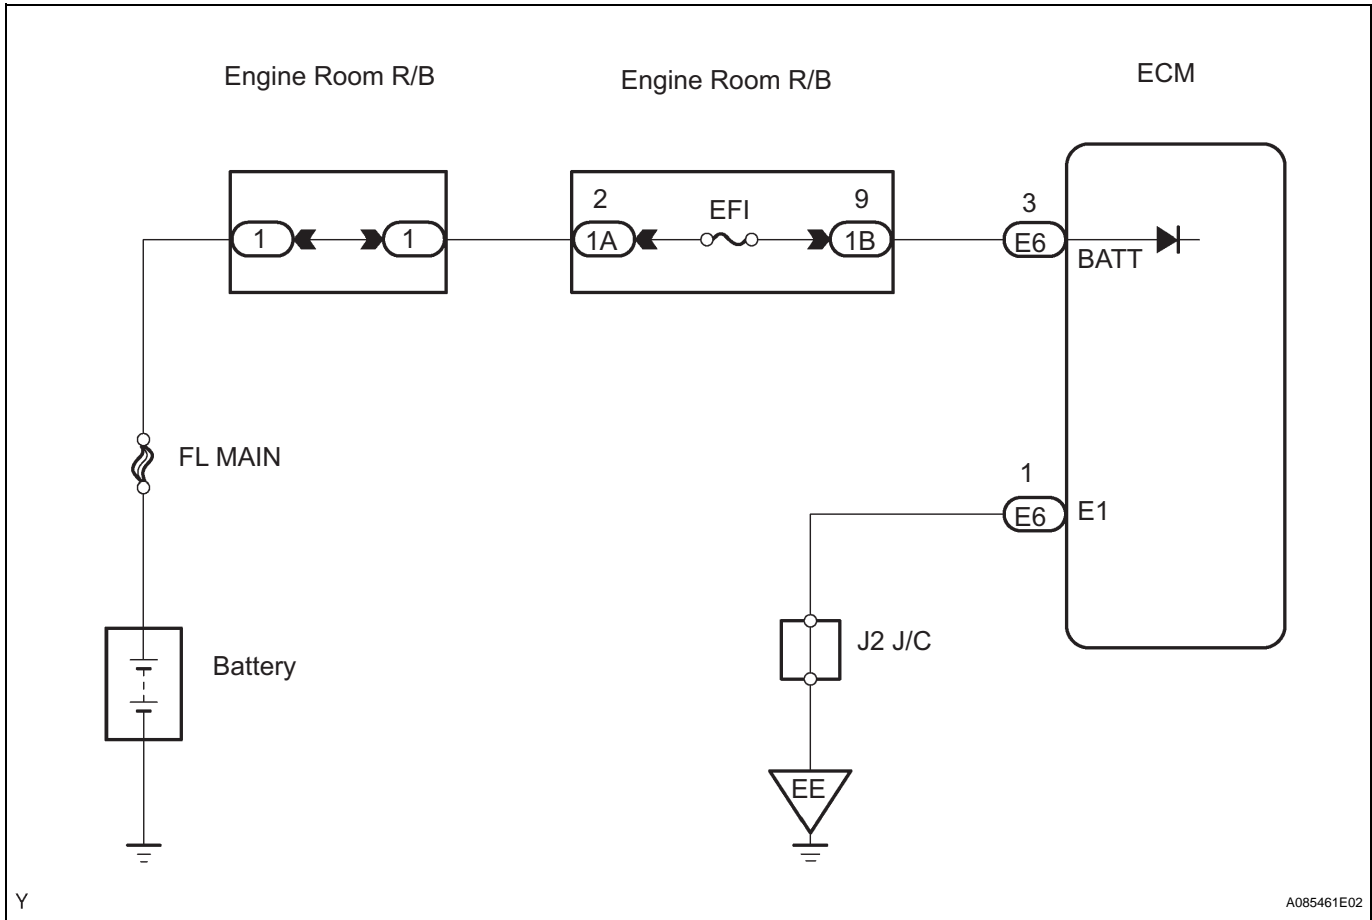 Engine Room R/B
Engine Room R/B
ECM
2
EFI
9
3
1
1
1A
1B
E6
BATT
FL MAIN
1
E6
E1
J2 J/C
Battery
EE
Y
A085461E02